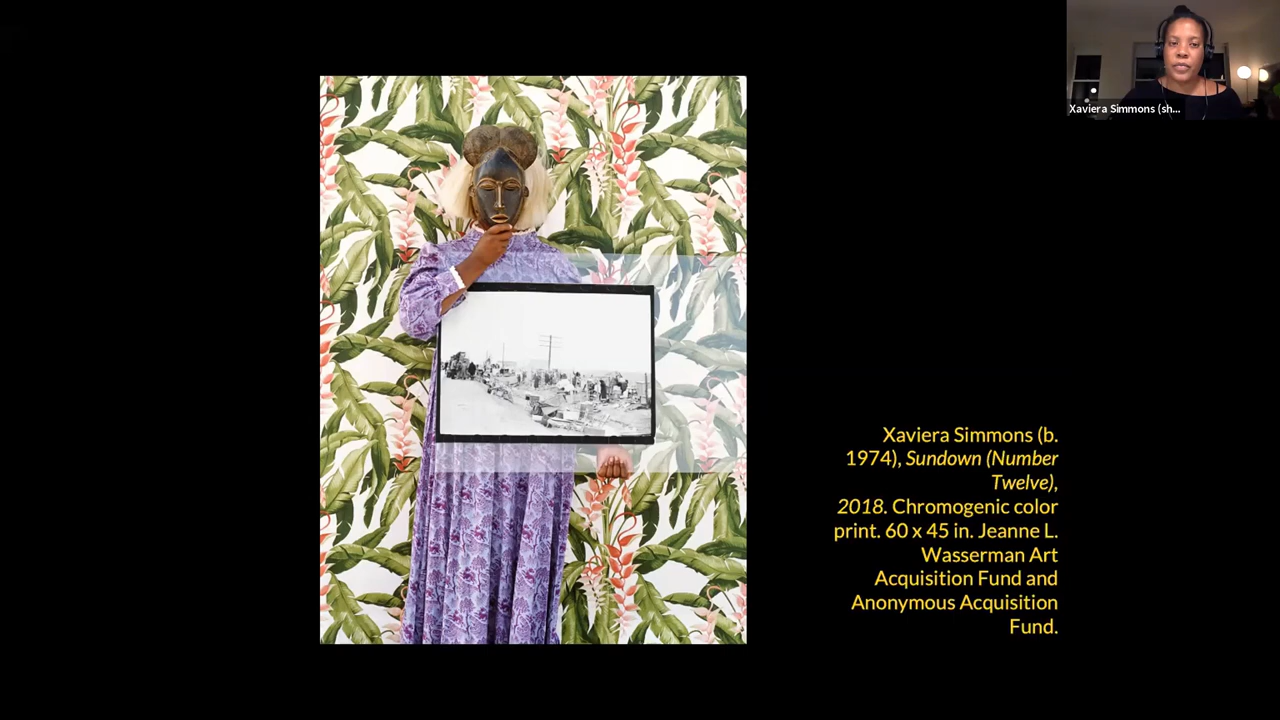 Xaviera Simmons (sh...
Xaviera Simmons (b.
1974), Sundown (Number
Twelve),
2018. Chromogenic color
print. 60 x 45 in. Jeanne L.
Wasserman Art
Acquisition Fund and
Anonymous Acquisition
Fund.